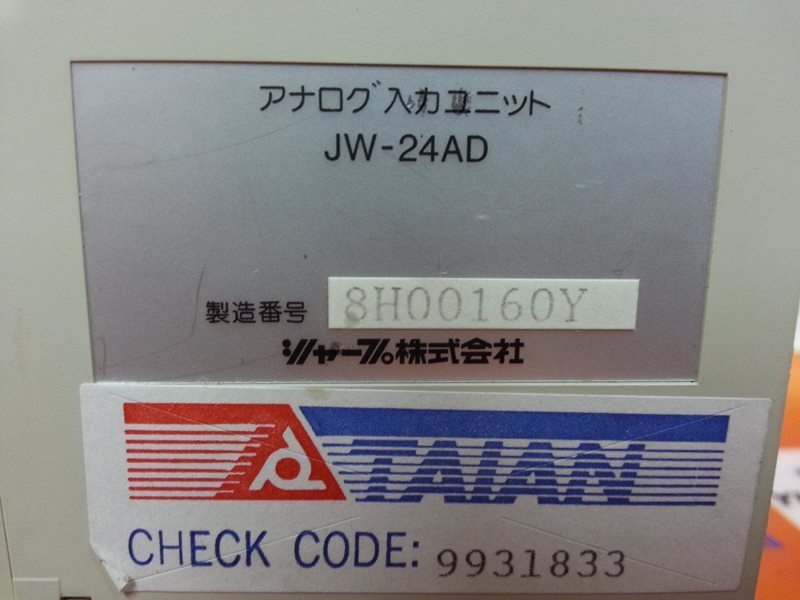 アナログ入力ユニット
JW-24AD
製造番号 8H00160Y
シャープ株式会社
TAIAN
CHECK CODE: 9931833